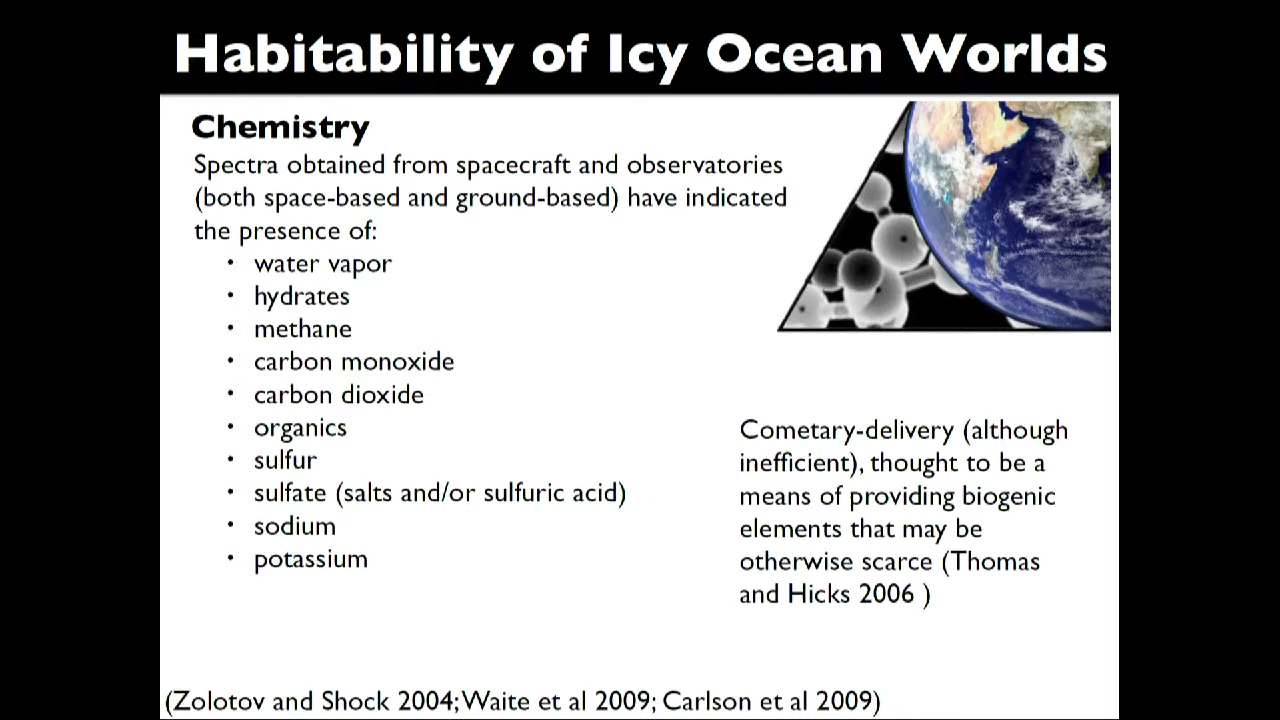 Habitability of Icy Ocean Worlds
Chemistry
Spectra obtained from spacecraft and observatories
(both space-based and ground-based) have indicated
the presence of:
• water vapor
• hydrates
• methane
• carbon monoxide
• carbon dioxide
• organics
• sulfur
• sulfate (salts and/or sulfuric acid)
• sodium
• potassium
Cometary-delivery (although
inefficient), thought to be a
means of providing biogenic
elements that may be
otherwise scarce (Thomas
and Hicks 2006 )
(Zolotov and Shock 2004; Waite et al 2009; Carlson et al 2009)